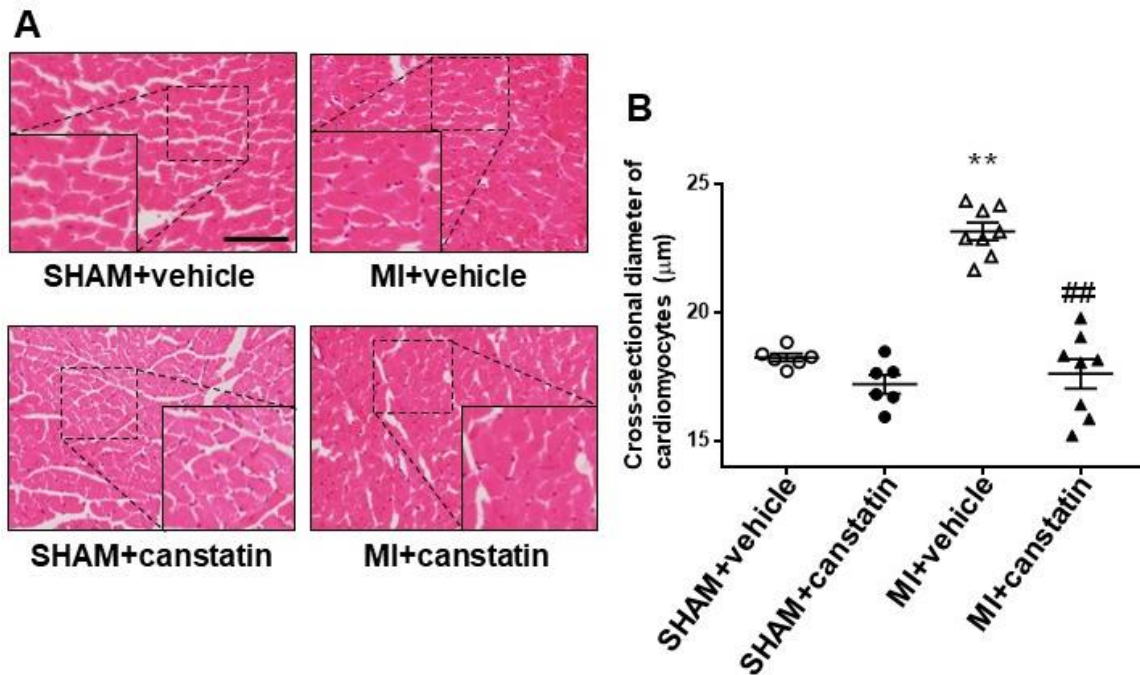 A
SHAM+vehicle
MI+vehicle
SHAM+canstatin
MI+canstatin
B
Cross-sectional diameter of
cardiomyocytes (μm)
25
20
15
**
##
SHAM+vehicle
SHAM+canstatin
MI+vehicle
MI+canstatin